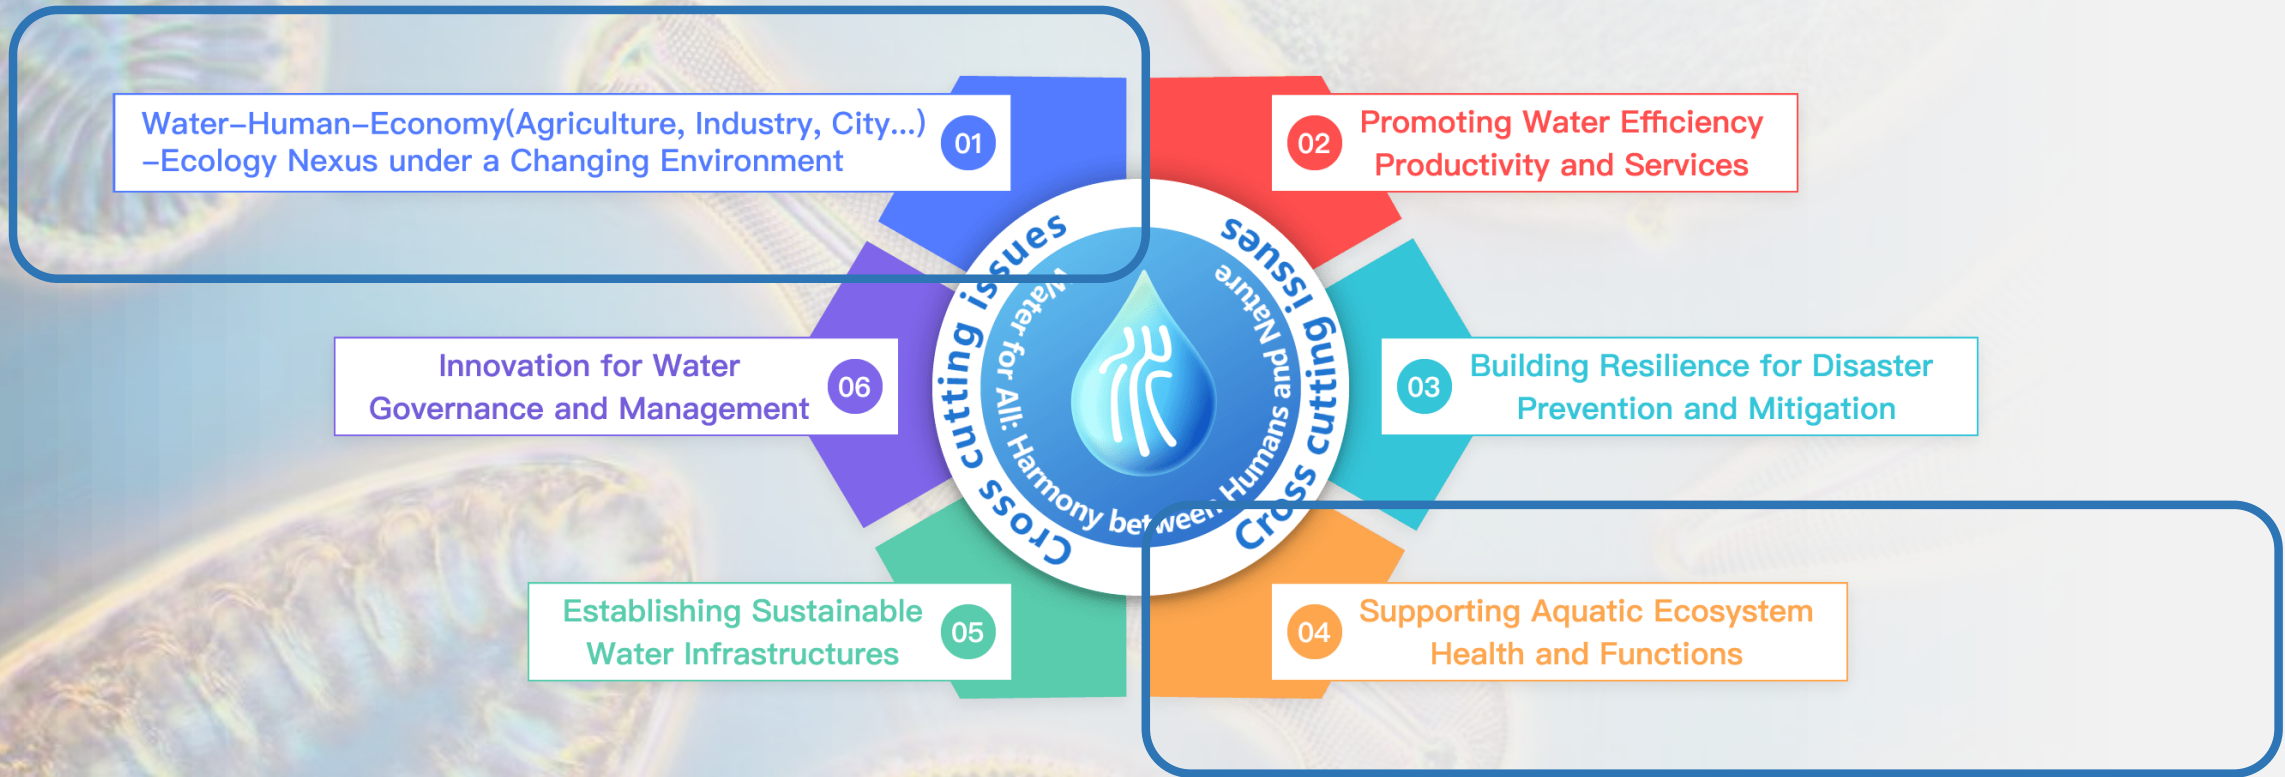 Water–Human–Economy(Agriculture, Industry, City...)
–Ecology Nexus under a Changing Environment
01
02
Promoting Water Efficiency
Productivity and Services
03
Building Resilience for Disaster
Prevention and Mitigation
04
Supporting Aquatic Ecosystem
Health and Functions
05
Establishing Sustainable
Water Infrastructures
06
Innovation for Water
Governance and Management
Cross cutting issues
Cross cutting issues
Water for All: Harmony between Humans and Nature